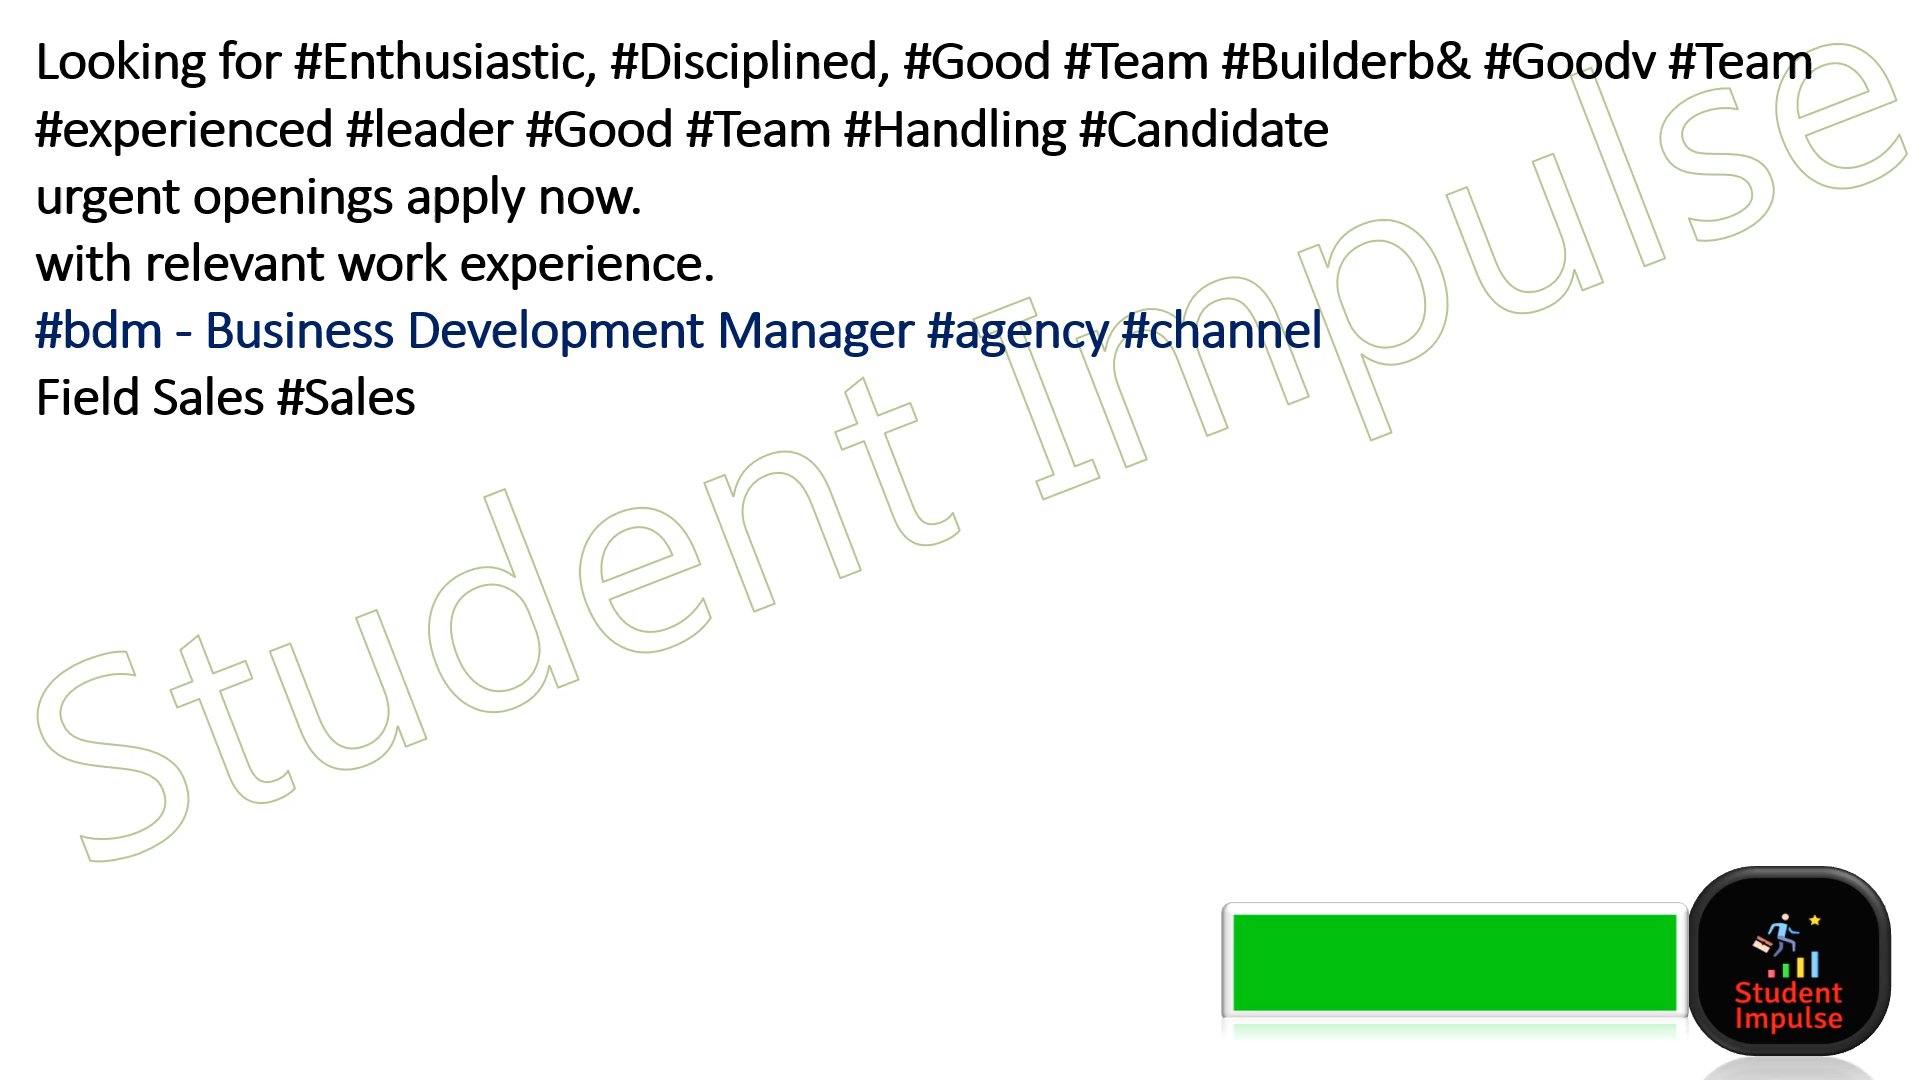 Looking for #Enthusiastic, #Disciplined, #Good #Team #Builderb& #Goodv #Team
#experienced #leader #Good #Team #Handling #Candidate
urgent openings apply now.
with relevant work experience.
#bdm - Business Development Manager #agency #channel
Field Sales #Sales
Student Impulse
Student
Impulse